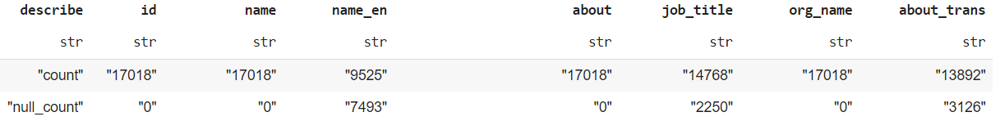 describe id name name_en about job_title org_name about_trans
str str str str str str str str
"count" "17018" "17018" "9525" "17018" "14768" "17018" "13892"
"null_count" "0" "0" "7493" "0" "2250" "0" "3126"